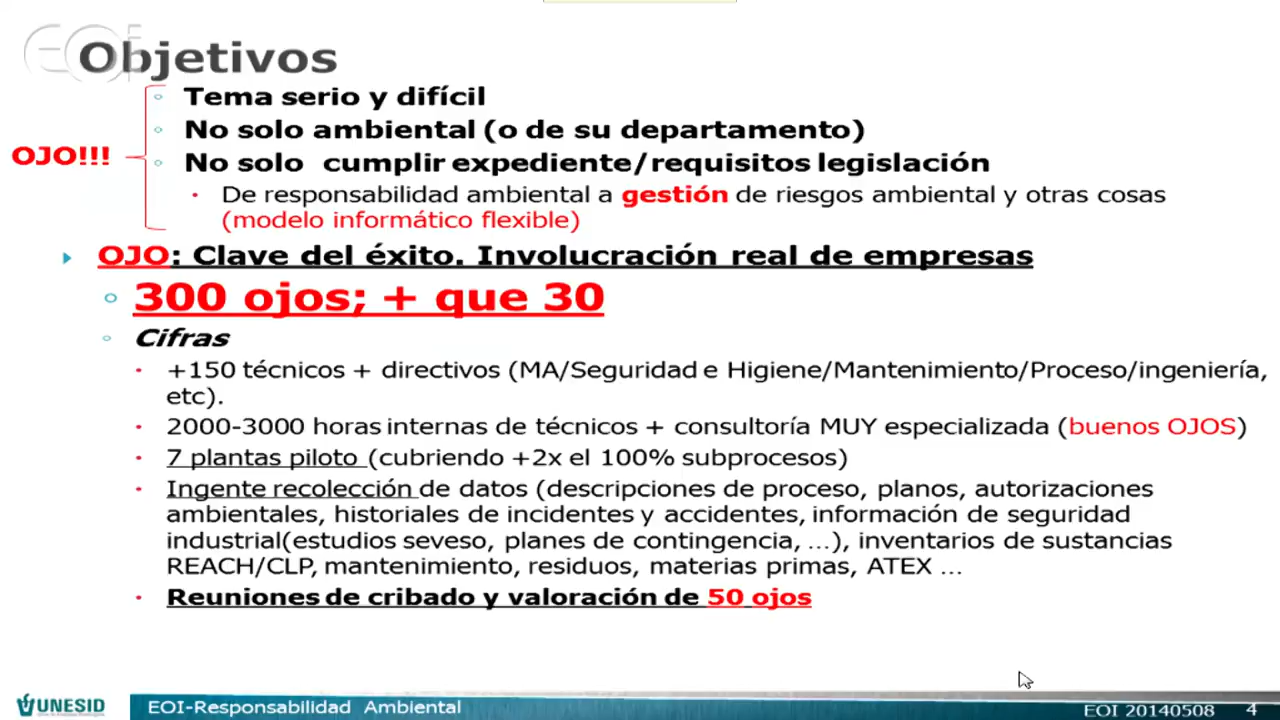 EOI
Objetivos
Tema serio y difícil
No solo ambiental (o de su departamento)
OJO!!!
No solo cumplir expediente/requisitos legislación
De responsabilidad ambiental a gestión de riesgos ambiental y otras cosas
(modelo informático flexible)
OJO: Clave del éxito. Involucración real de empresas
300 ojos; + que 30
Cifras
+150 técnicos + directivos (MA/Seguridad e Higiene/Mantenimiento/Proceso/ingeniería,
etc).
2000-3000 horas internas de técnicos + consultoría MUY especializada (buenos OJOS)
7 plantas piloto (cubriendo +2x el 100% subprocesos)
Ingente recolección de datos (descripciones de proceso, planos, autorizaciones
ambientales, historiales de incidentes y accidentes, información de seguridad
industrial(estudios seveso, planes de contingencia, ...), inventarios de sustancias
REACH/CLP, mantenimiento, residuos, materias primas, ATEX ...
Reuniones de cribado y valoración de 50 ojos
UNESID
EOI-Responsabilidad Ambiental
EOI 20140508 4